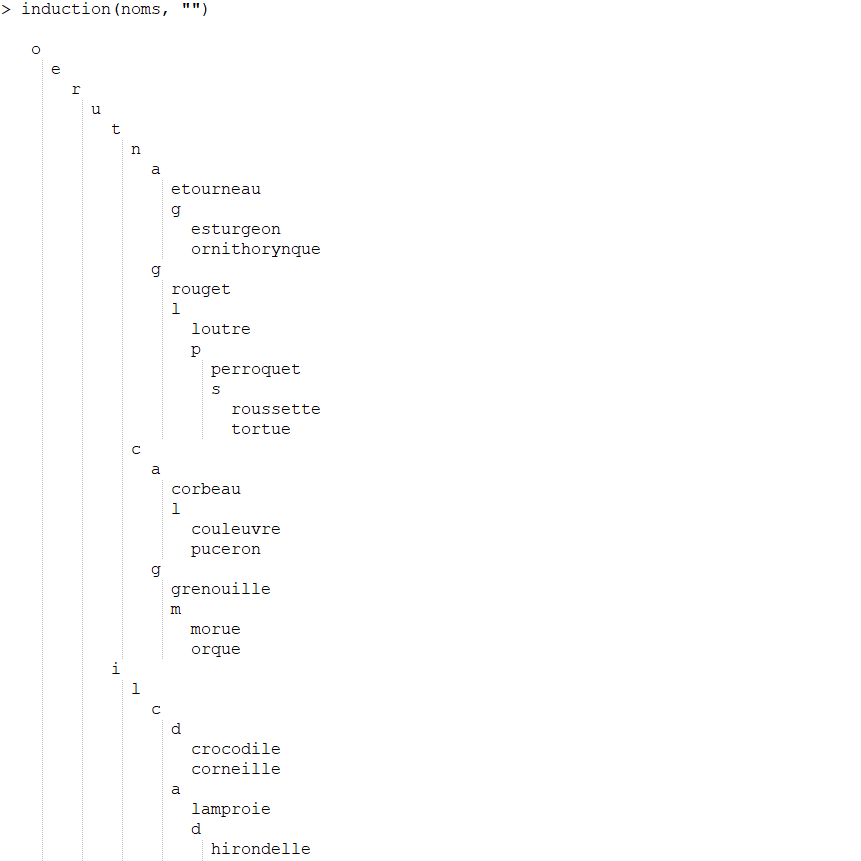 > induction(noms, "")
o
e
r
u
t
n
a
etourneau
g
esturgeon
ornithorynque
g
rouget
l
loutre
p
perroquet
s
roussette
tortue
c
a
corbeau
l
couleuvre
puceron
g
grenouille
m
morue
orque
i
l
c
d
crocodile
corneille
a
lamproie
d
hirondelle